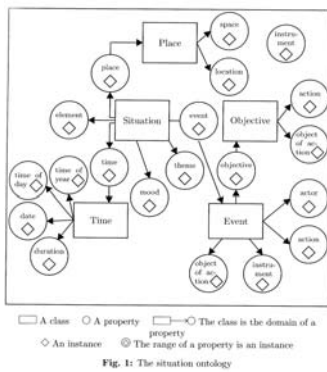 Place
space
instru-
ment
place
location
action
element
Situation
event
Objective
object
of ac-
tion
time of
day
time of
year
time
theme
objective
actor
mood
date
Time
Event
action
duration
object
of ac-
tion
instru-
ment
A class
A property
The class is the domain of a
property
An instance
The range of a property is an instance
Fig. 1: The situation ontology